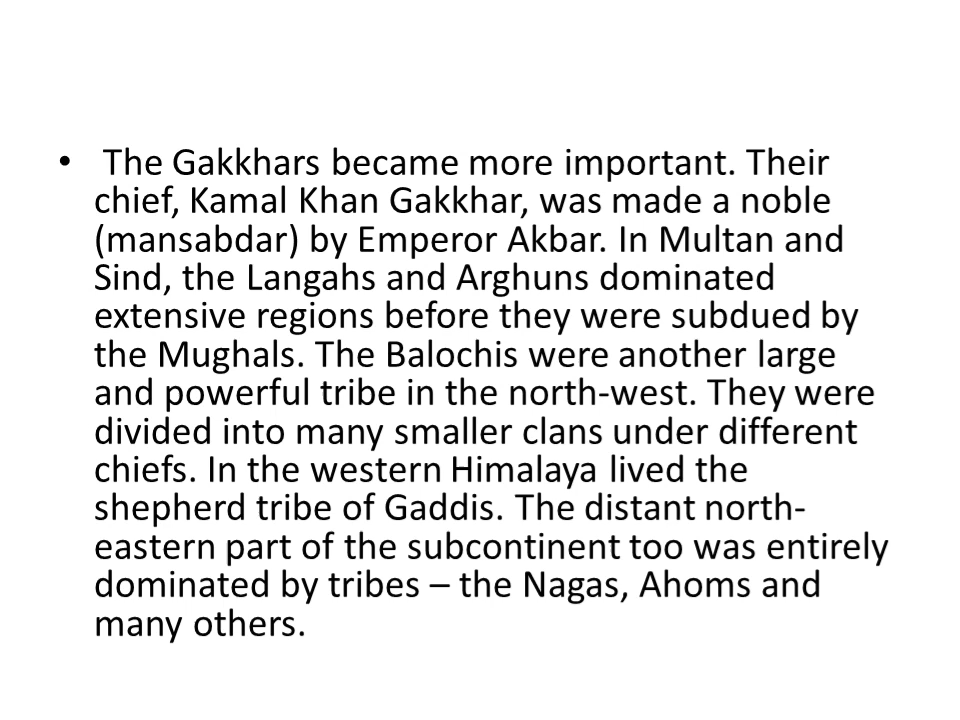 • The Gakkhars became more important. Their
chief, Kamal Khan Gakkhar, was made a noble
(mansabdar) by Emperor Akbar. In Multan and
Sind, the Langahs and Arghuns dominated
extensive regions before they were subdued by
the Mughals. The Balochis were another large
and powerful tribe in the north-west. They were
divided into many smaller clans under different
chiefs. In the western Himalaya lived the
shepherd tribe of Gaddis. The distant north-
eastern part of the subcontinent too was entirely
dominated by tribes – the Nagas, Ahoms and
many others.